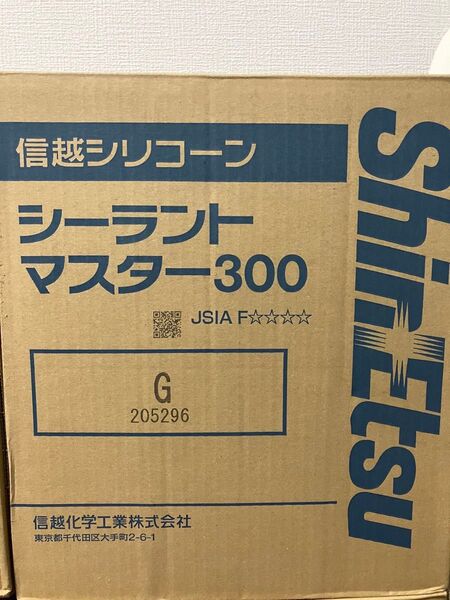 信越シリコーン
シーラント
マスター300
JSIA F☆☆☆☆
G
205296
信越化学工業株式会社
東京都千代田区大手町2-6-1
Shin-Etsu